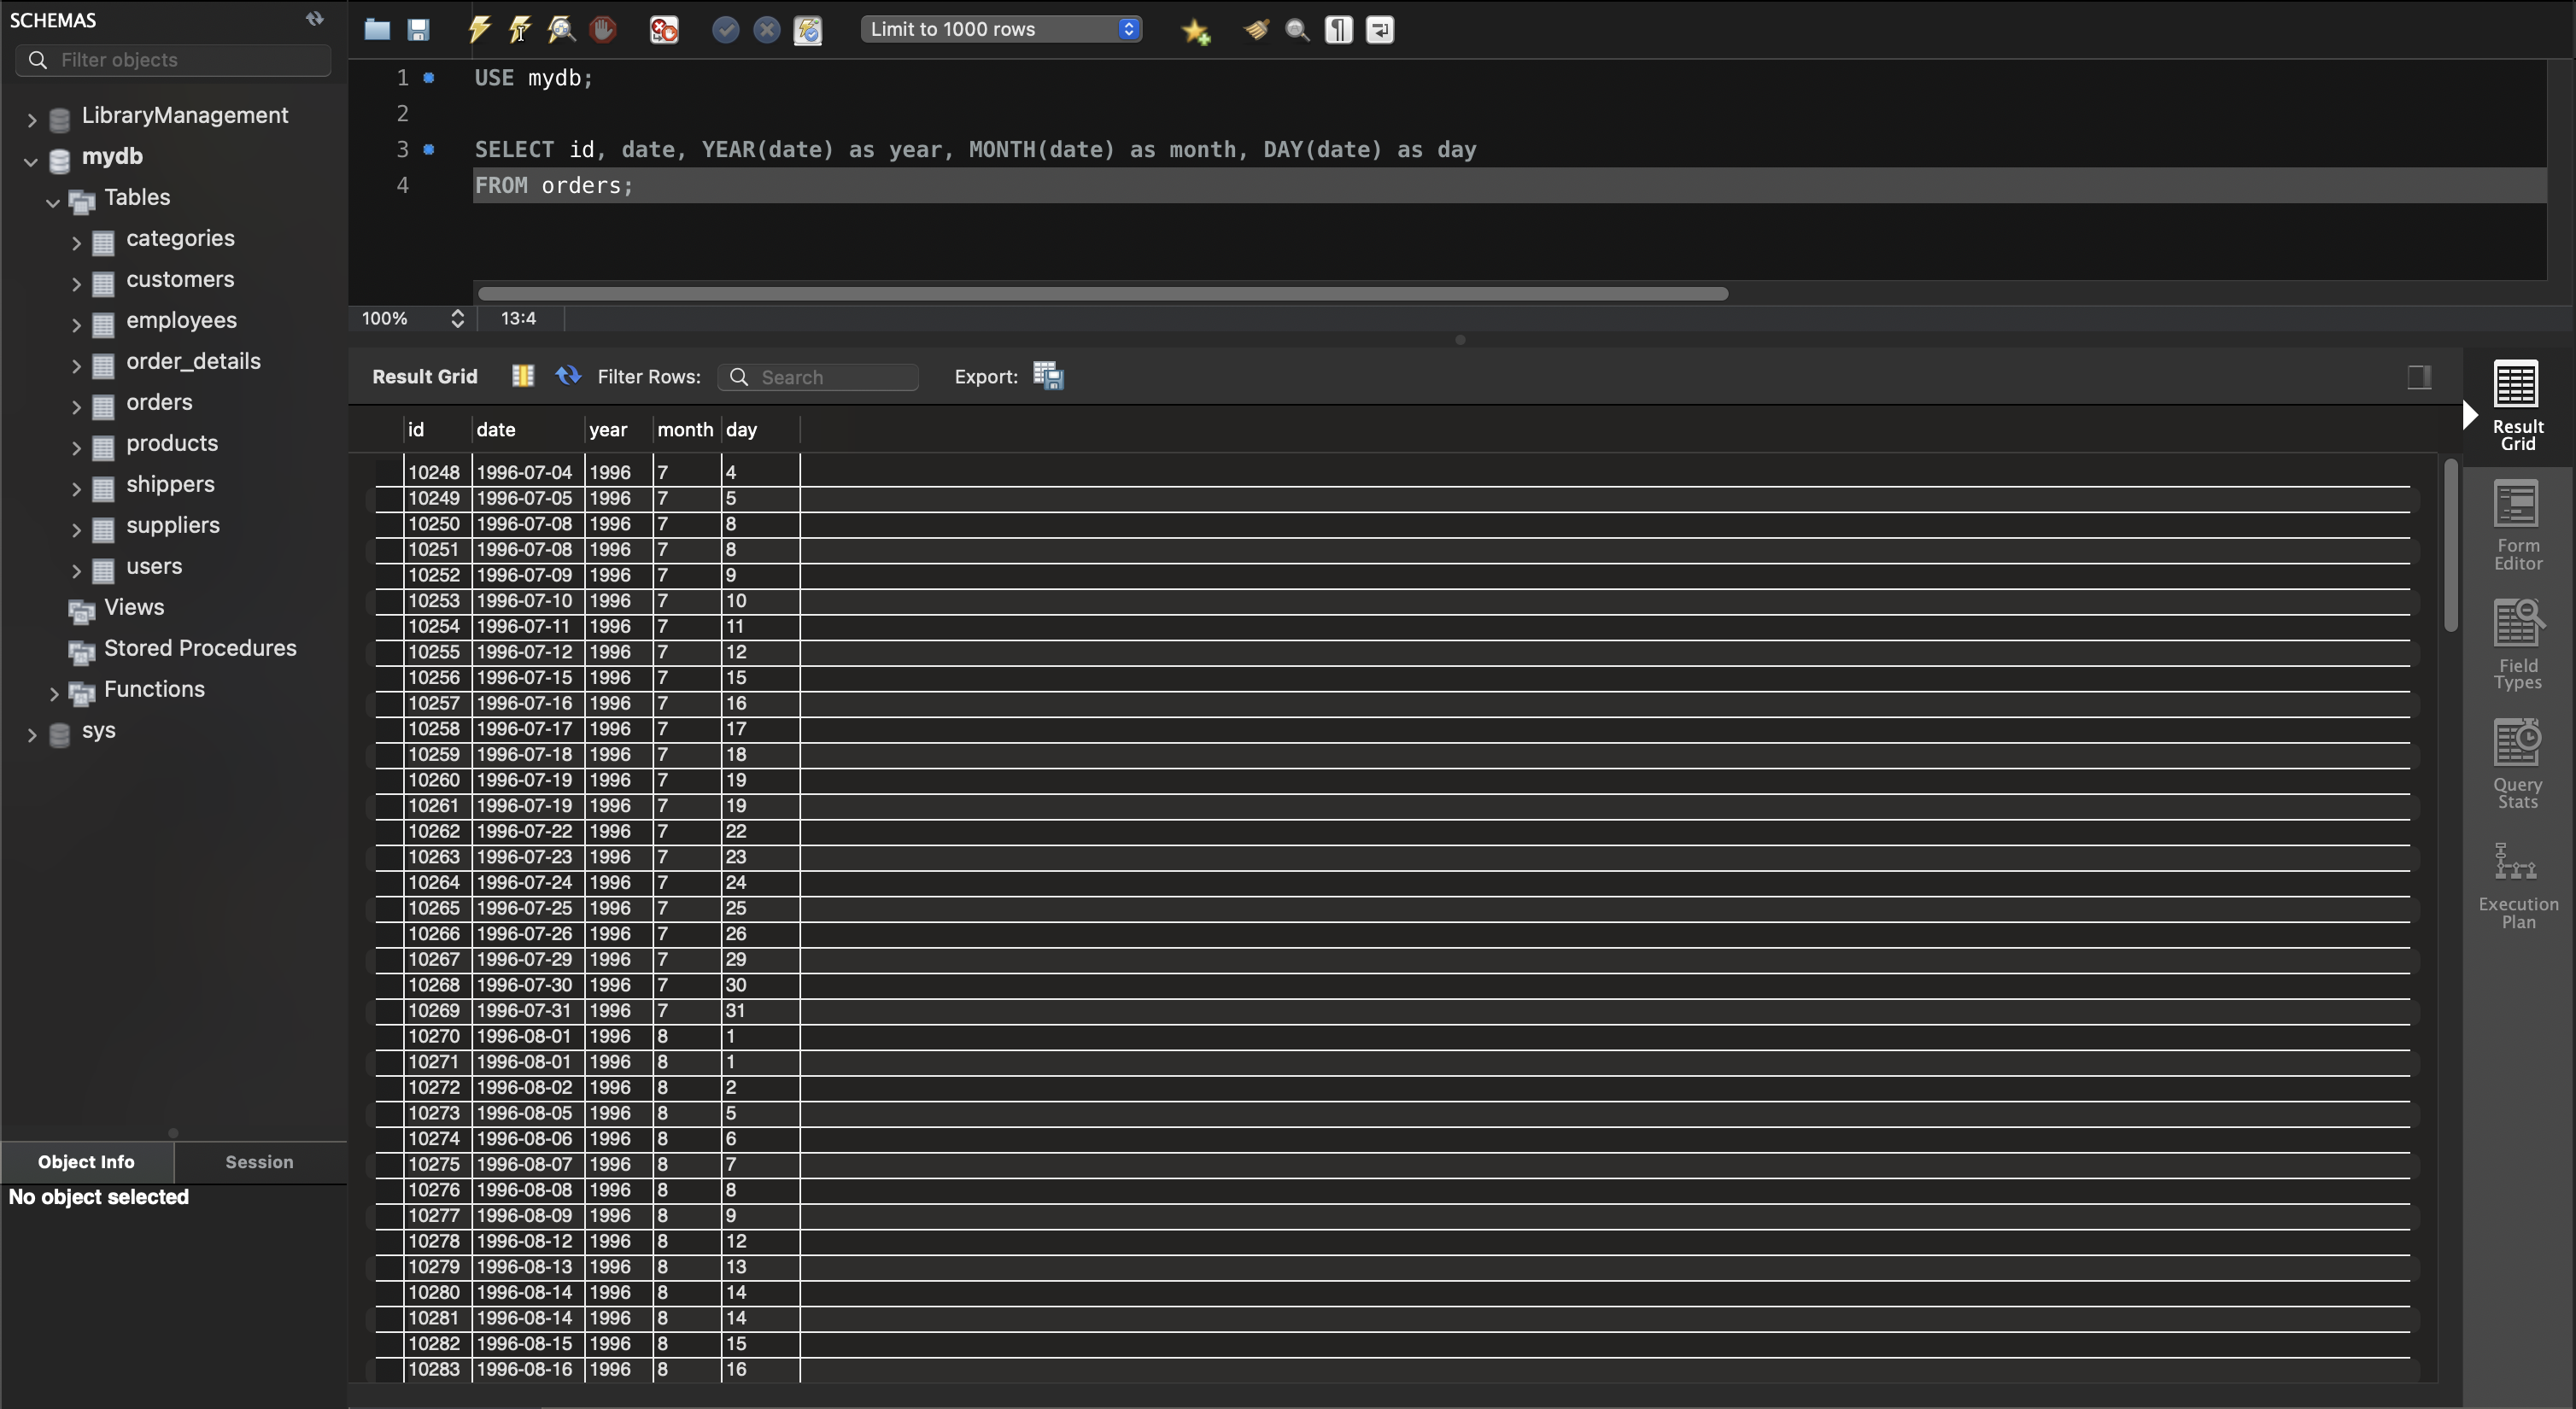 SCHEMAS
Filter objects
LibraryManagement
mydb
Tables
categories
customers
employees
order_details
orders
products
shippers
suppliers
users
Views
Stored Procedures
Functions
sys
Object Info Session
No object selected
Limit to 1000 rows
1 USE mydb;
2
3 SELECT id, date, YEAR(date) as year, MONTH(date) as month, DAY(date) as day
4 FROM orders;
100% 13:4
Result Grid Filter Rows: Search Export:
id date year month day
10248 1996-07-04 1996 7 4
10249 1996-07-05 1996 7 5
10250 1996-07-08 1996 7 8
10251 1996-07-08 1996 7 8
10252 1996-07-09 1996 7 9
10253 1996-07-10 1996 7 10
10254 1996-07-11 1996 7 11
10255 1996-07-12 1996 7 12
10256 1996-07-15 1996 7 15
10257 1996-07-16 1996 7 16
10258 1996-07-17 1996 7 17
10259 1996-07-18 1996 7 18
10260 1996-07-19 1996 7 19
10261 1996-07-19 1996 7 19
10262 1996-07-22 1996 7 22
10263 1996-07-23 1996 7 23
10264 1996-07-24 1996 7 24
10265 1996-07-25 1996 7 25
10266 1996-07-26 1996 7 26
10267 1996-07-29 1996 7 29
10268 1996-07-30 1996 7 30
10269 1996-07-31 1996 7 31
10270 1996-08-01 1996 8 1
10271 1996-08-01 1996 8 1
10272 1996-08-02 1996 8 2
10273 1996-08-05 1996 8 5
10274 1996-08-06 1996 8 6
10275 1996-08-07 1996 8 7
10276 1996-08-08 1996 8 8
10277 1996-08-09 1996 8 9
10278 1996-08-12 1996 8 12
10279 1996-08-13 1996 8 13
10280 1996-08-14 1996 8 14
10281 1996-08-14 1996 8 14
10282 1996-08-15 1996 8 15
10283 1996-08-16 1996 8 16
Result
Grid
Form
Editor
Field
Types
Query
Stats
Execution
Plan